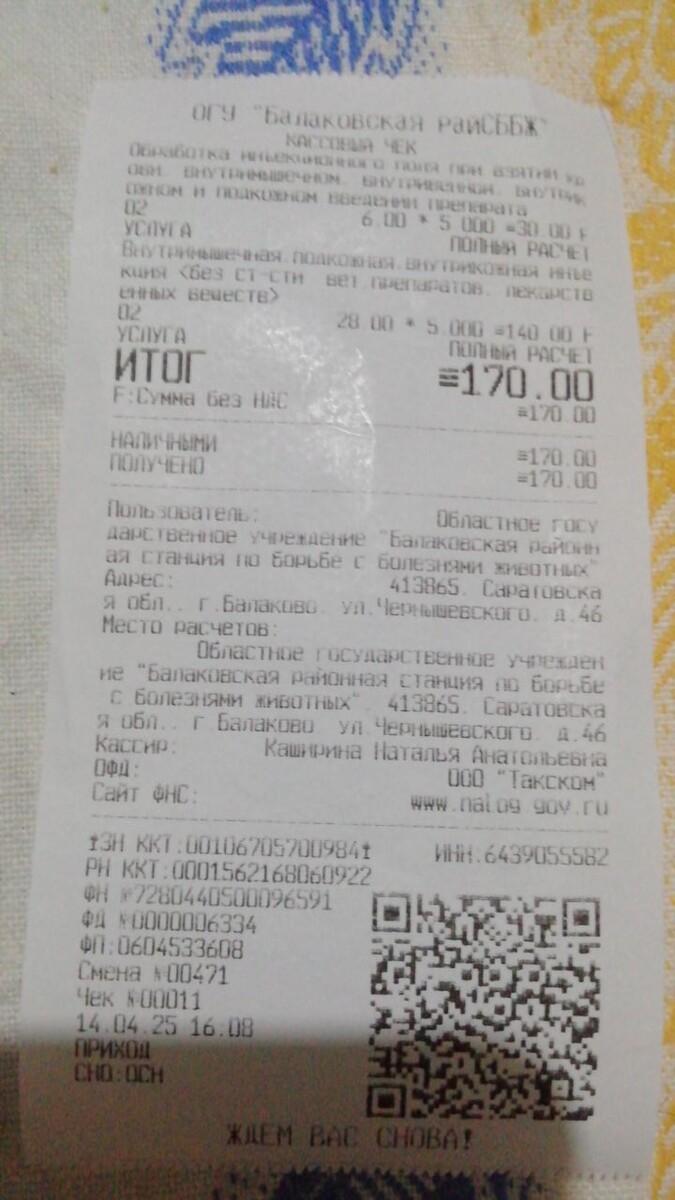 ОГУ "Балаковская райСББЖ"
КАССОВЫЙ ЧЕК
Обработка инъекционного поля при взятии кр
ови, внутримышечном, внутривенной, внутрик
ожном и подкожном введении препарата
02 6.00 * 5.000 =30.00 F
УСЛУГА ПОЛНЫЙ РАСЧЕТ
Внутримышечная,подкожная,внутрикожная инъе
кция <без ст-сти вет.препаратов, лекарств
енных веществ>
02 28.00 * 5.000 =140.00 F
УСЛУГА ПОЛНЫЙ РАСЧЕТ
ИТОГ ≡170.00
F:Сумма без НДС ≡170.00
НАЛИЧНЫМИ ≡170.00
ПОЛУЧЕНО ≡170.00
Пользователь: Областное госу
дарственное учреждение "Балаковская районн
ая станция по борьбе с болезнями животных"
Адрес: 413865, Саратовска
я обл., г.Балаково, ул.Чернышевского, д.46
Место расчетов:
Областное государственное учрежден
ие "Балаковская районная станция по борьбе
с болезнями животных", 413865, Саратовска
я обл., г.Балаково, ул.Чернышевского, д.46
Кассир: Каширина Наталья Анатольевна
ОФД: ООО "Такском"
Сайт ФНС: www.nalog.gov.ru
ЗН ККТ:00106705700984 ИНН:6439055582
РН ККТ:0001562168060922
ФН №7280440500096591
ФД №0000006334
ФП:0604533608
Смена №00471
Чек №00011
14.04.25 16:08
ПРИХОД
СНО:ОСН
ЖДЕМ ВАС СНОВА!